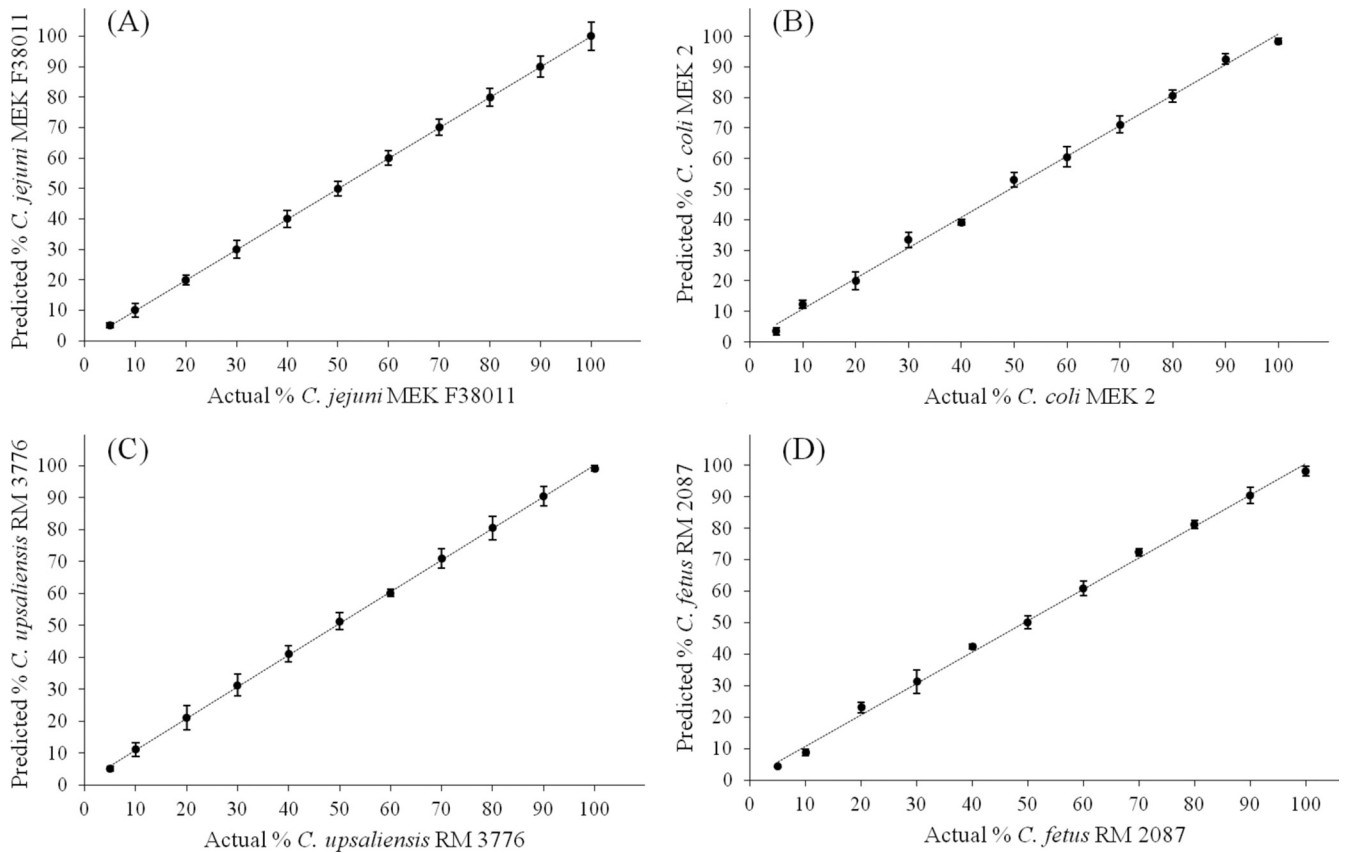 (A)
Predicted % C. jejuni MEK F38011
100
90
80
70
60
50
40
30
20
10
0
0 10 20 30 40 50 60 70 80 90 100
Actual % C. jejuni MEK F38011
(B)
Predicted % C. coli MEK 2
100
90
80
70
60
50
40
30
20
10
0
0 10 20 30 40 50 60 70 80 90 100
Actual % C. coli MEK 2
(C)
Predicted % C. upsaliensis RM 3776
100
90
80
70
60
50
40
30
20
10
0
0 10 20 30 40 50 60 70 80 90 100
Actual % C. upsaliensis RM 3776
(D)
Predicted % C. fetus RM 2087
100
90
80
70
60
50
40
30
20
10
0
0 10 20 30 40 50 60 70 80 90 100
Actual % C. fetus RM 2087